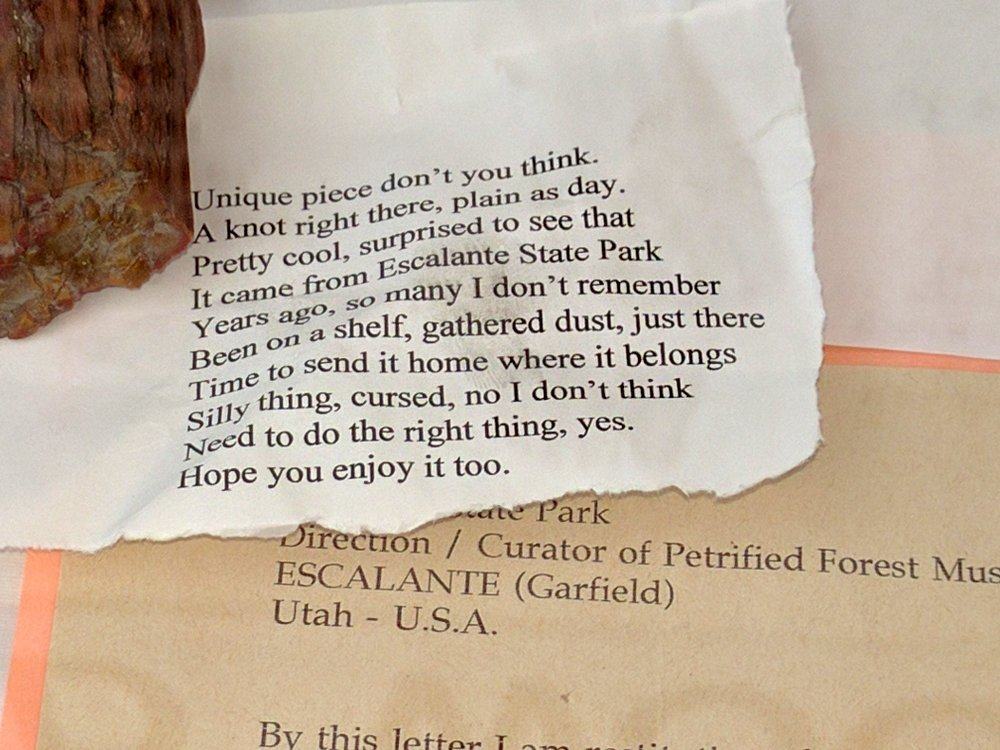 Unique piece don't you think.
A knot right there, plain as day.
Pretty cool, surprised to see that
It came from Escalante State Park
Years ago, so many I don't remember
Been on a shelf, gathered dust, just there
Time to send it home where it belongs
Silly thing, cursed, no I don't think
Need to do the right thing, yes.
Hope you enjoy it too.
State Park
Direction / Curator of Petrified Forest Mus
ESCALANTE (Garfield)
Utah - U.S.A.
By this letter I am